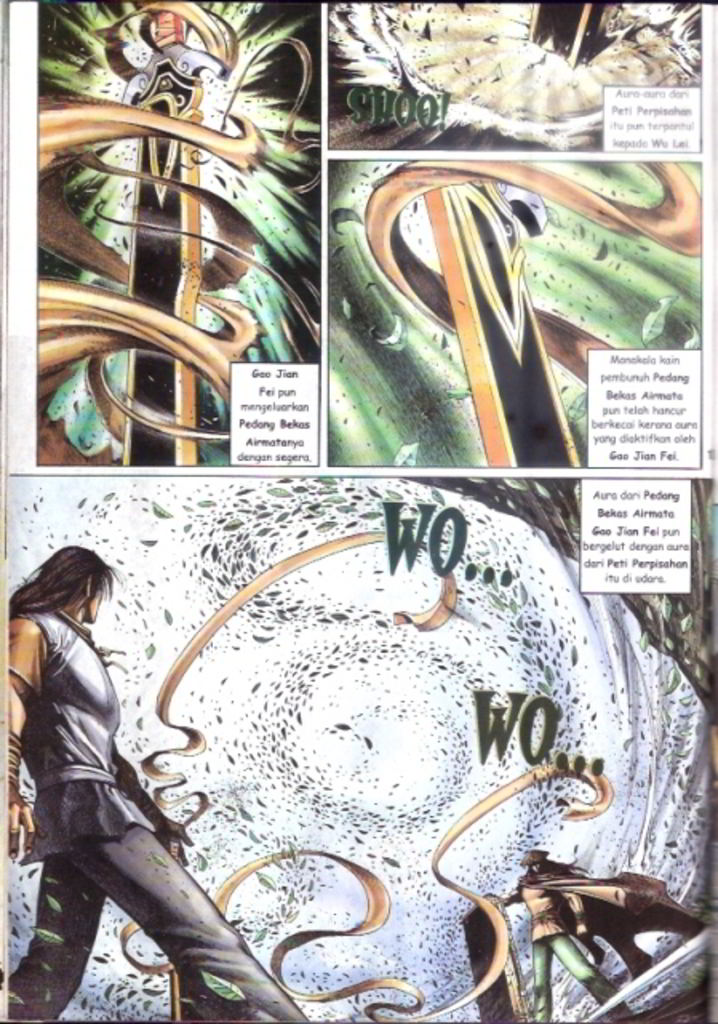 SHOO!
Aura-aura dari
Peti Perpisahan
itu pun terpantul
kepada Wu Lei.
Gao Jian
Fei pun
mengeluarkan
Pedang Bekas
Airmatanya
dengan segera.
Manakala kain
pembunuh Pedang
Bekas Airmata
pun telah hancur
berkecai kerana aura
yang diaktifkan oleh
Gao Jian Fei.
Aura dari Pedang
Bekas Airmata
Gao Jian Fei pun
bergelut dengan aura
dari Peti Perpisahan
itu di udara.
WO...
WO...